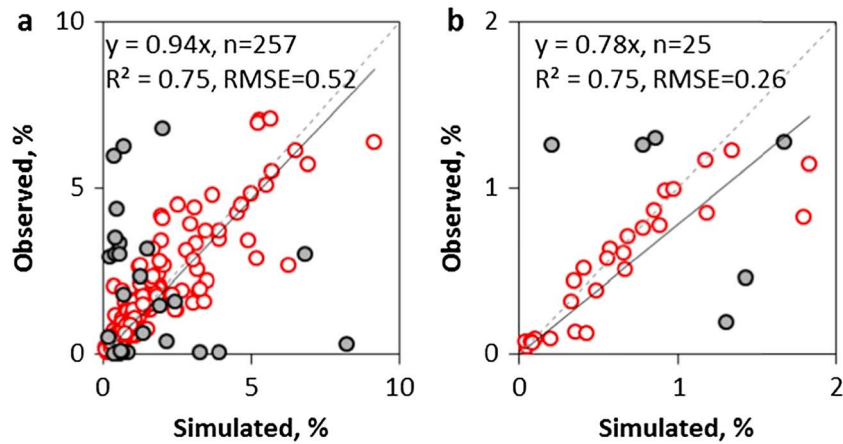 a
10
y = 0.94x, n=257
R² = 0.75, RMSE=0.52
5
0
0
5
10
Observed, %
Simulated, %
b
2
y = 0.78x, n=25
R² = 0.75, RMSE=0.26
1
0
0
1
2
Observed, %
Simulated, %